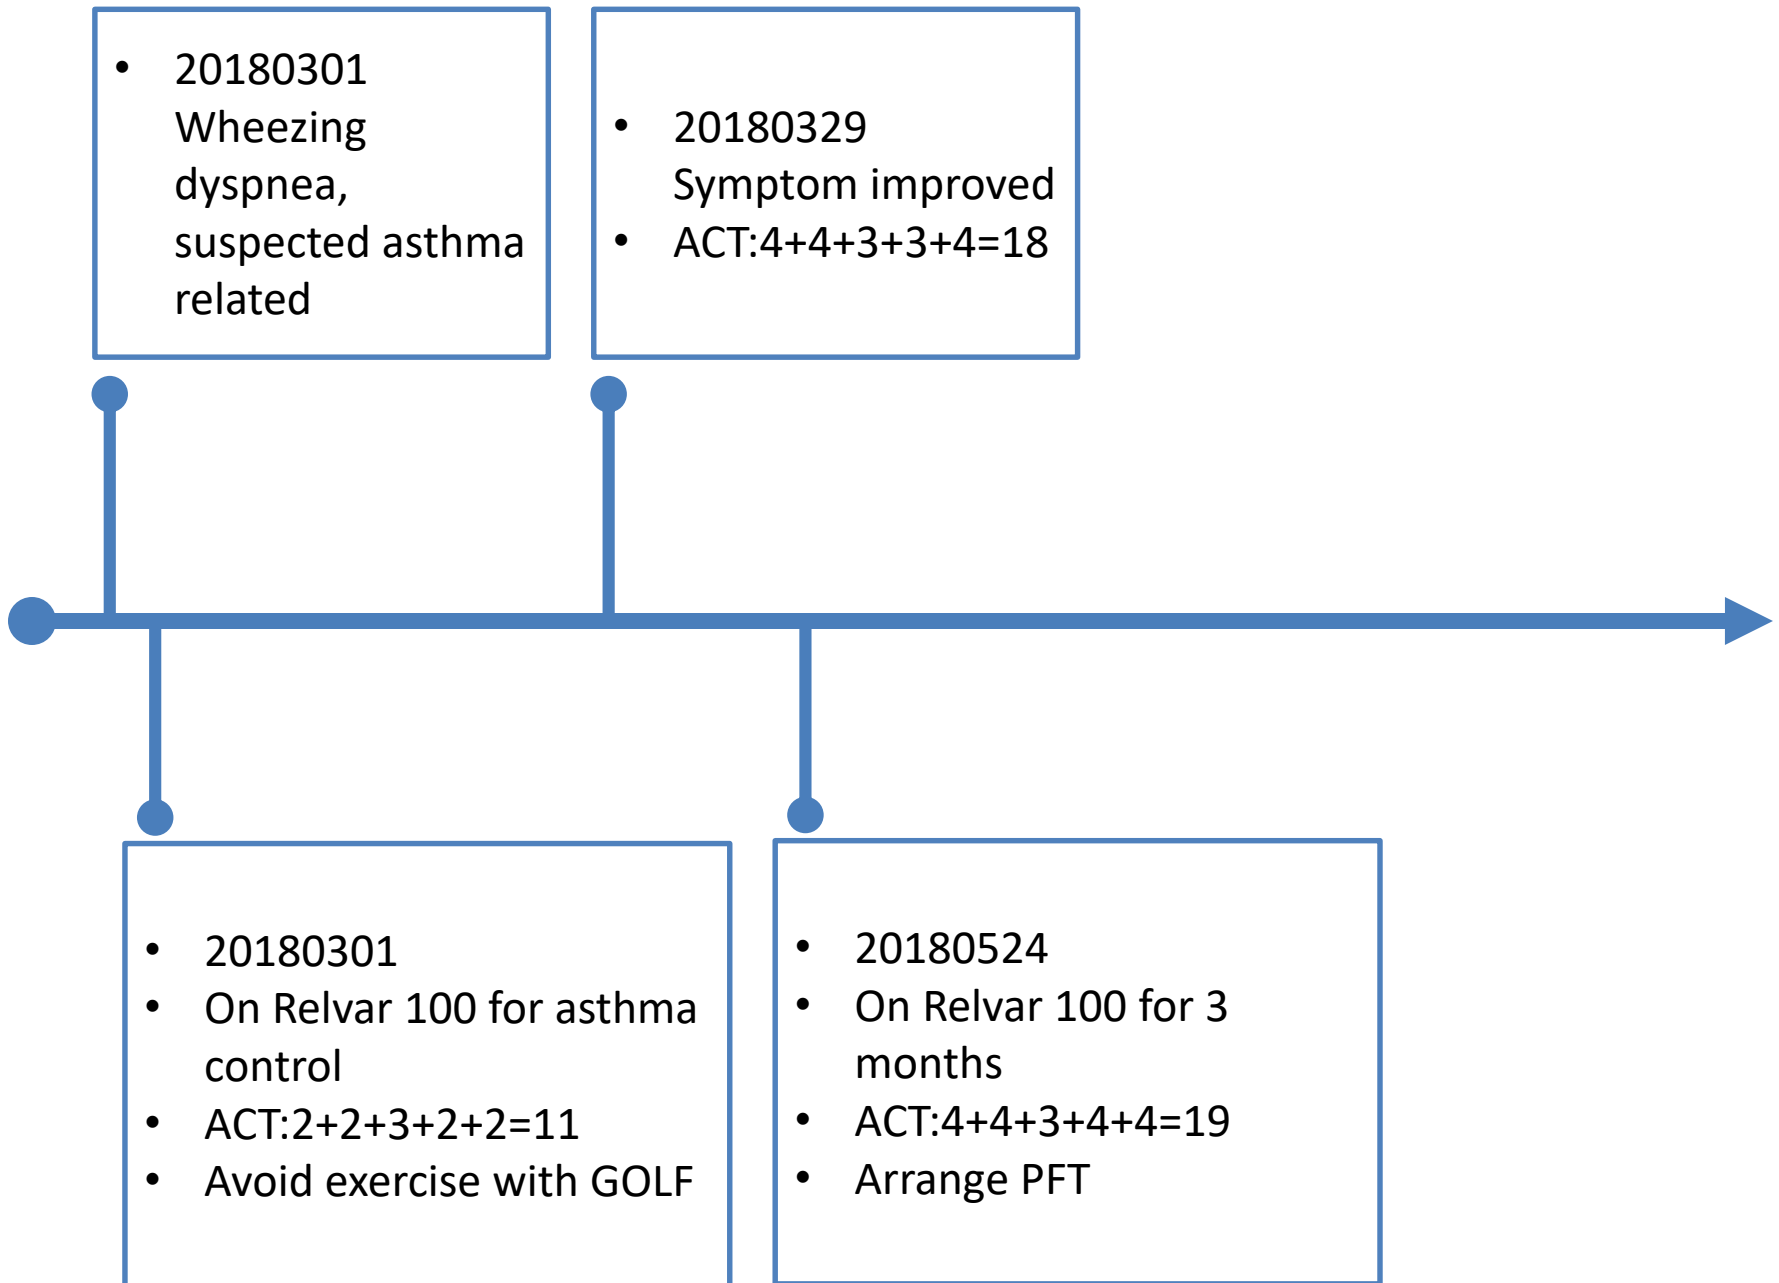 • 20180301
Wheezing
dyspnea,
suspected asthma
related
• 20180329
Symptom improved
• ACT:4+4+3+3+4=18
• 20180301
• On Relvar 100 for asthma
control
• ACT:2+2+3+2+2=11
• Avoid exercise with GOLF
• 20180524
• On Relvar 100 for 3
months
• ACT:4+4+3+4+4=19
• Arrange PFT